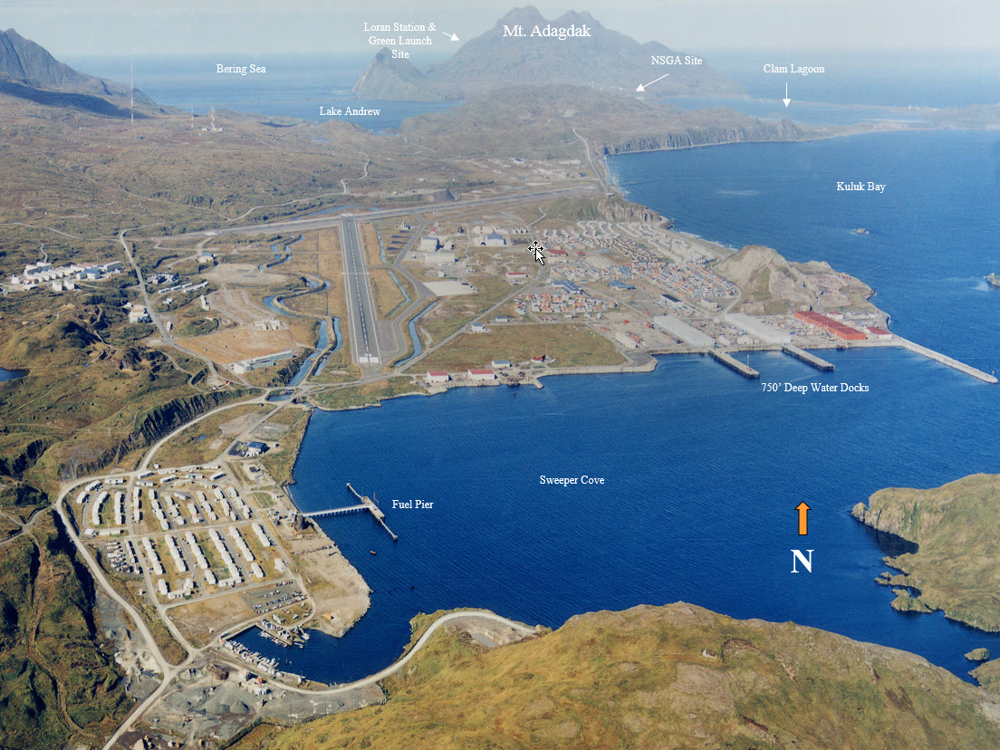 Loran Station &
Green Launch
Site
Mt. Adagdak
NSGA Site
Bering Sea
Clam Lagoon
Lake Andrew
Kuluk Bay
750’ Deep Water Docks
Sweeper Cove
Fuel Pier
N